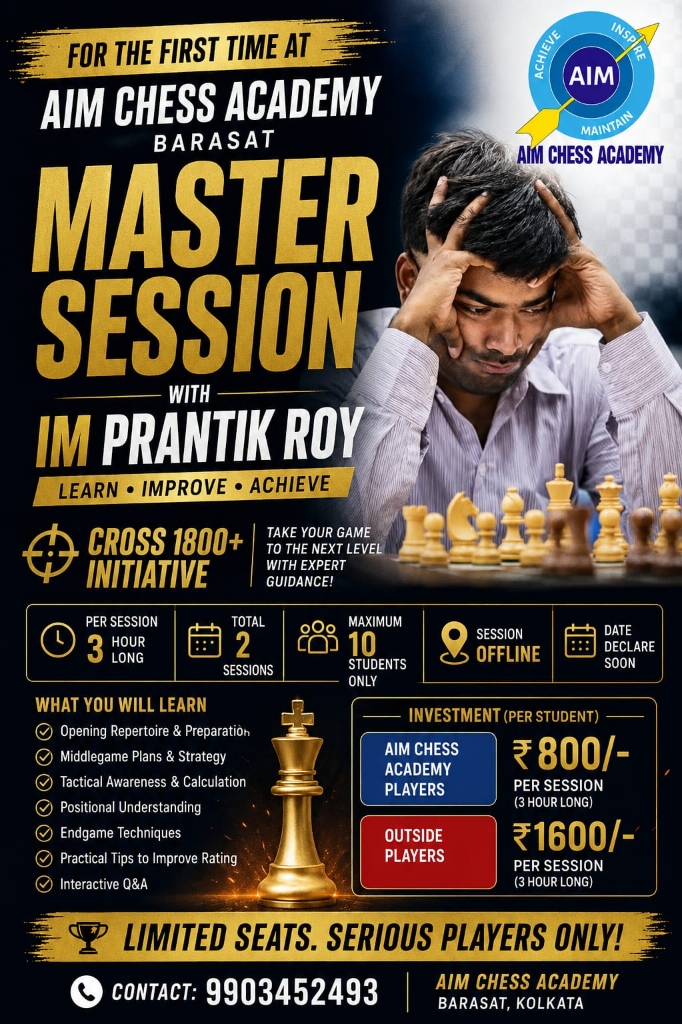 FOR THE FIRST TIME AT
AIM CHESS ACADEMY
BARASAT
MASTER
SESSION
WITH
IM PRANTIK ROY
LEARN • IMPROVE • ACHIEVE
ACHIEVE
INSPIRE
AIM
MAINTAIN
AIM CHESS ACADEMY
CROSS 1800+
INITIATIVE
TAKE YOUR GAME
TO THE NEXT LEVEL
WITH EXPERT
GUIDANCE!
PER SESSION
3 HOUR
LONG
TOTAL
2
SESSIONS
MAXIMUM
10
STUDENTS
ONLY
SESSION
OFFLINE
DATE
DECLARE
SOON
WHAT YOU WILL LEARN
Opening Repertoire & Preparation
Middlegame Plans & Strategy
Tactical Awareness & Calculation
Positional Understanding
Endgame Techniques
Practical Tips to Improve Rating
Interactive Q&A
INVESTMENT (PER STUDENT)
AIM CHESS
ACADEMY
PLAYERS
₹800/-
PER SESSION
(3 HOUR LONG)
OUTSIDE
PLAYERS
₹1600/-
PER SESSION
(3 HOUR LONG)
LIMITED SEATS. SERIOUS PLAYERS ONLY!
CONTACT: 9903452493
AIM CHESS ACADEMY
BARASAT, KOLKATA